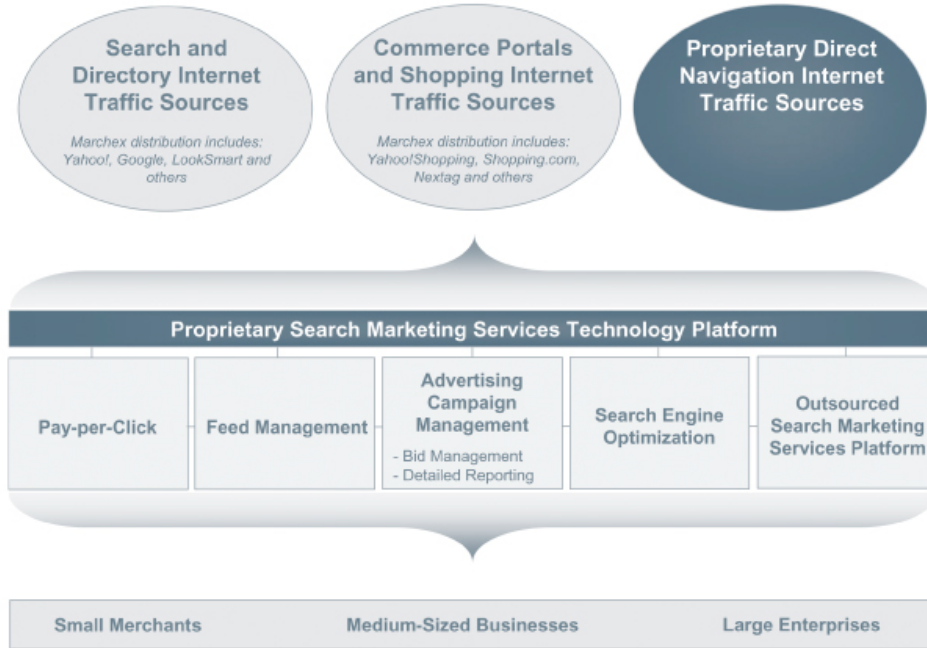 Search and
Directory Internet
Traffic Sources
Marchex distribution includes:
Yahoo!, Google, LookSmart and
others
Commerce Portals
and Shopping Internet
Traffic Sources
Marchex distribution includes:
Yahoo!Shopping, Shopping.com,
Nextag and others
Proprietary Direct
Navigation Internet
Traffic Sources
Proprietary Search Marketing Services Technology Platform
Pay-per-Click
Feed Management
Advertising
Campaign
Management
- Bid Management
- Detailed Reporting
Search Engine
Optimization
Outsourced
Search Marketing
Services Platform
Small Merchants
Medium-Sized Businesses
Large Enterprises